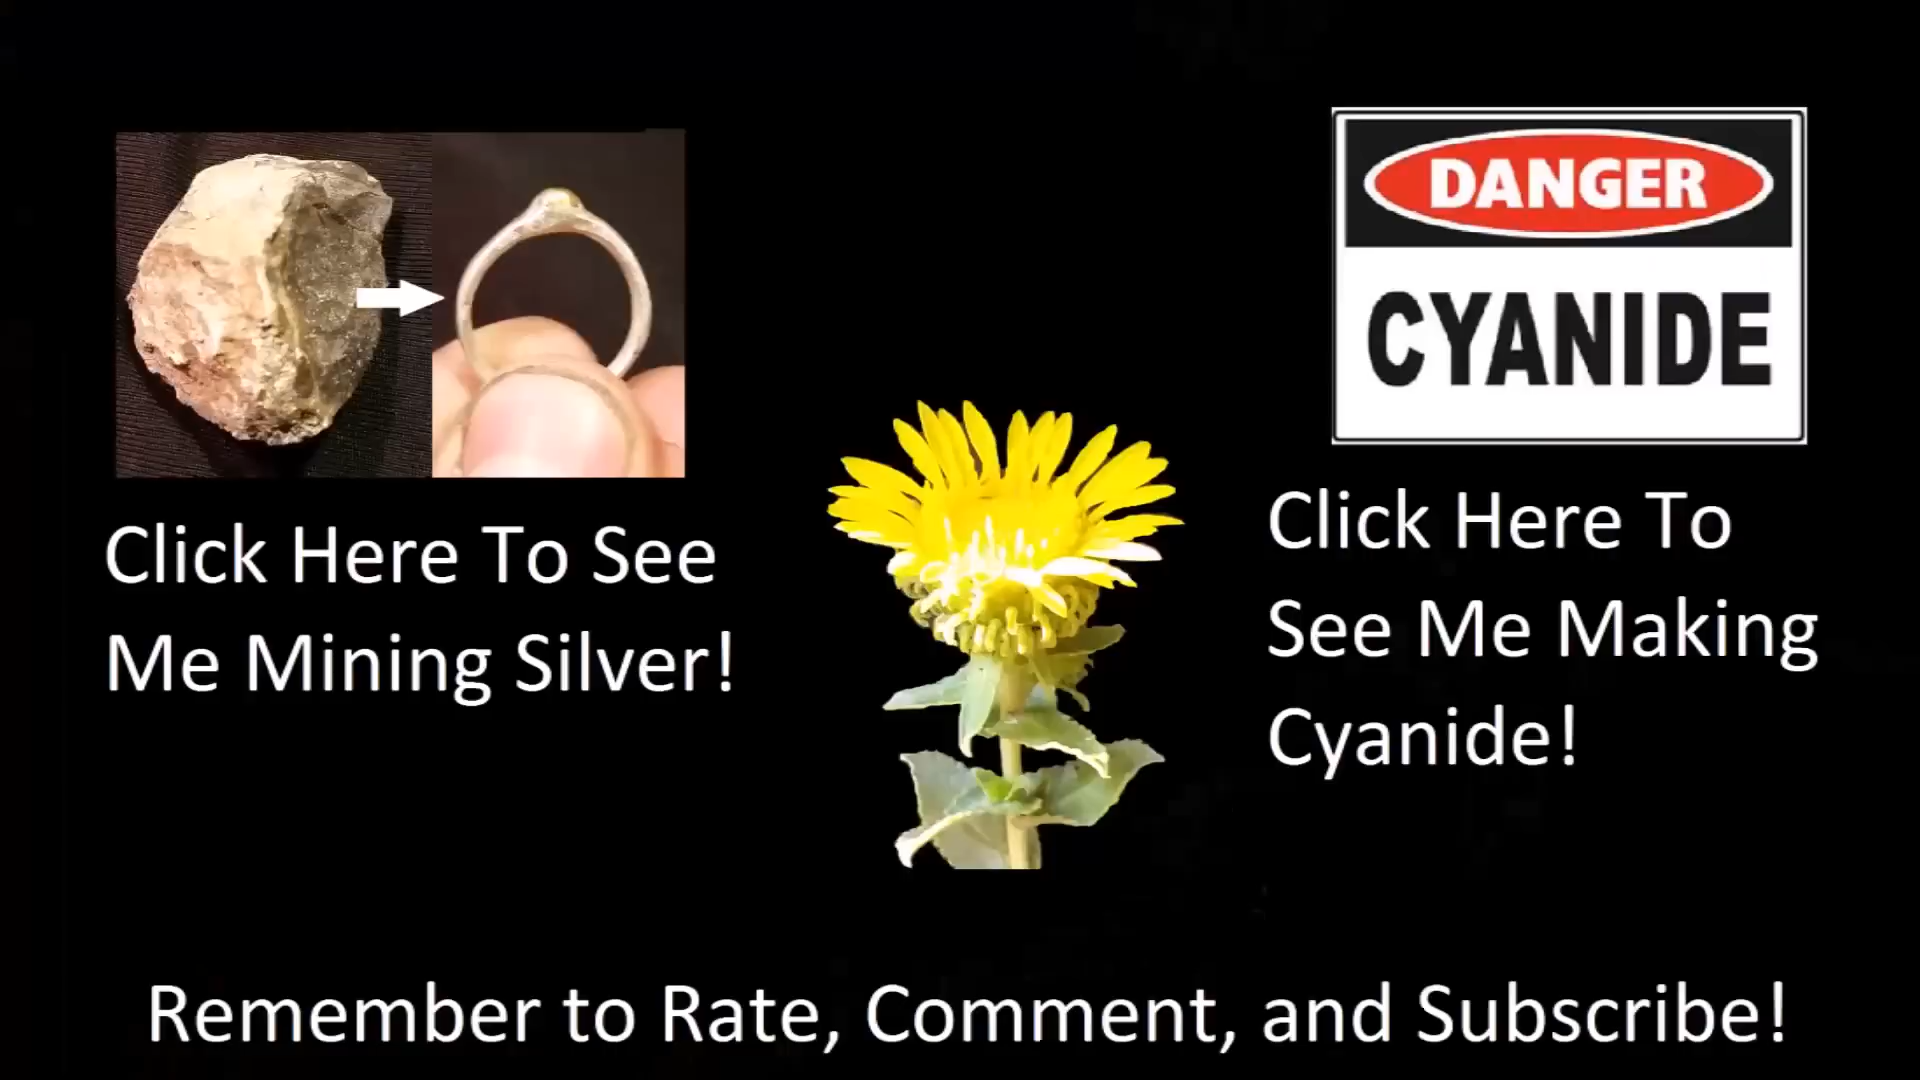 DANGER
CYANIDE
Click Here To See
Me Mining Silver!
Click Here To
See Me Making
Cyanide!
Remember to Rate, Comment, and Subscribe!